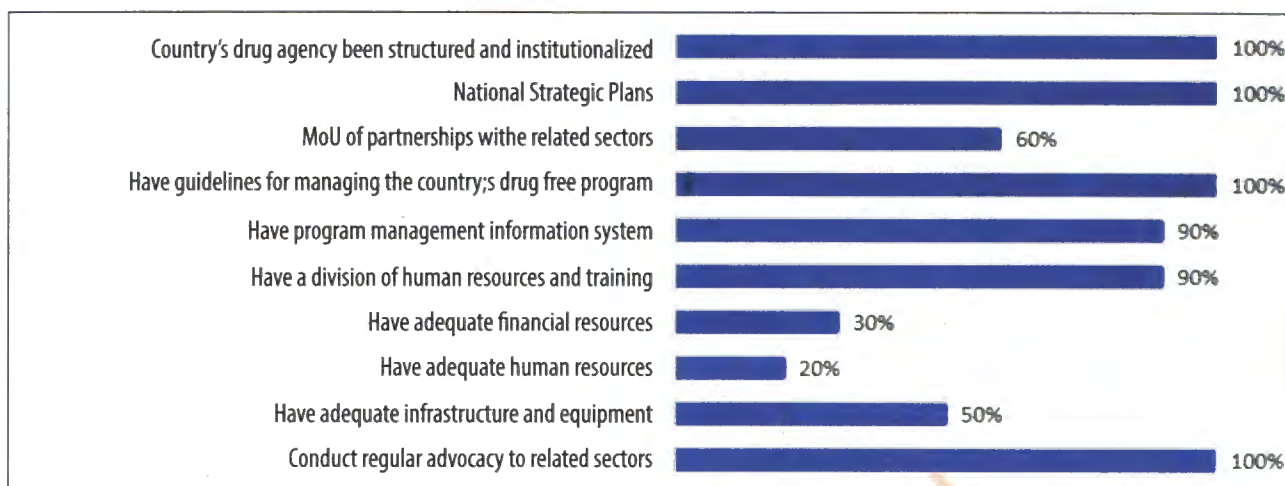 Country's drug agency been structured and institutionalized 100%
National Strategic Plans 100%
MoU of partnerships withe related sectors 60%
Have guidelines for managing the country;s drug free program 100%
Have program management information system 90%
Have a division of human resources and training 90%
Have adequate financial resources 30%
Have adequate human resources 20%
Have adequate infrastructure and equipment 50%
Conduct regular advocacy to related sectors 100%